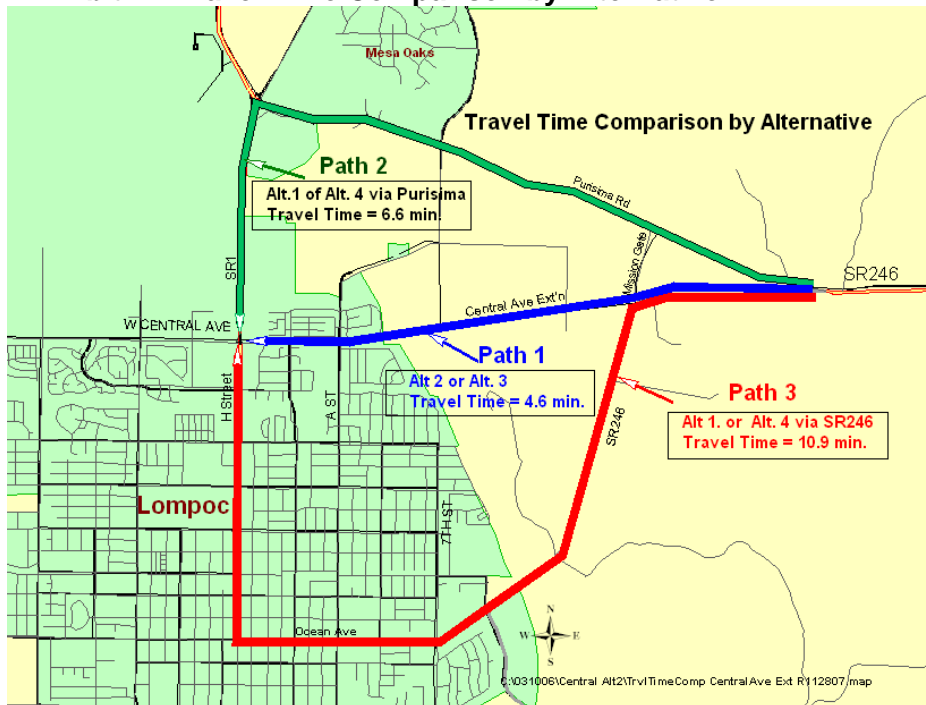 Travel Time Comparison by Alternative
Mesa Oaks
Path 2
Alt.1 of Alt. 4 via Purisima
Travel Time = 6.6 min.
Purisima Rd
SR1
Mission Gate
SR246
Central Ave Ext'n
W CENTRAL AVE
Path 1
Alt 2 or Alt. 3
Travel Time = 4.6 min.
H Street
A ST
SR246
Path 3
Alt 1. or Alt. 4 via SR246
Travel Time = 10.9 min.
Lompoc
7TH ST
Ocean Ave
N
W E
S
C:\031006\Central Alt2\TrvlTimeComp CentralAve Ext R112807.map